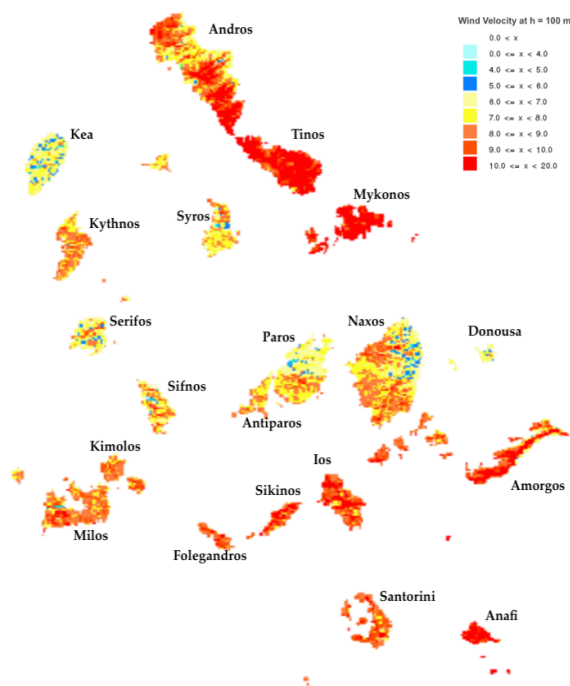 Wind Velocity at h = 100 m
0.0 < x
0.0 <= x < 4.0
4.0 <= x < 5.0
5.0 <= x < 6.0
6.0 <= x < 7.0
7.0 <= x < 8.0
8.0 <= x < 9.0
9.0 <= x < 10.0
10.0 <= x < 20.0
Andros
Kea
Tinos
Mykonos
Syros
Kythnos
Serifos
Paros
Naxos
Donousa
Sifnos
Antiparos
Kimolos
Ios
Sikinos
Amorgos
Milos
Folegandros
Santorini
Anafi